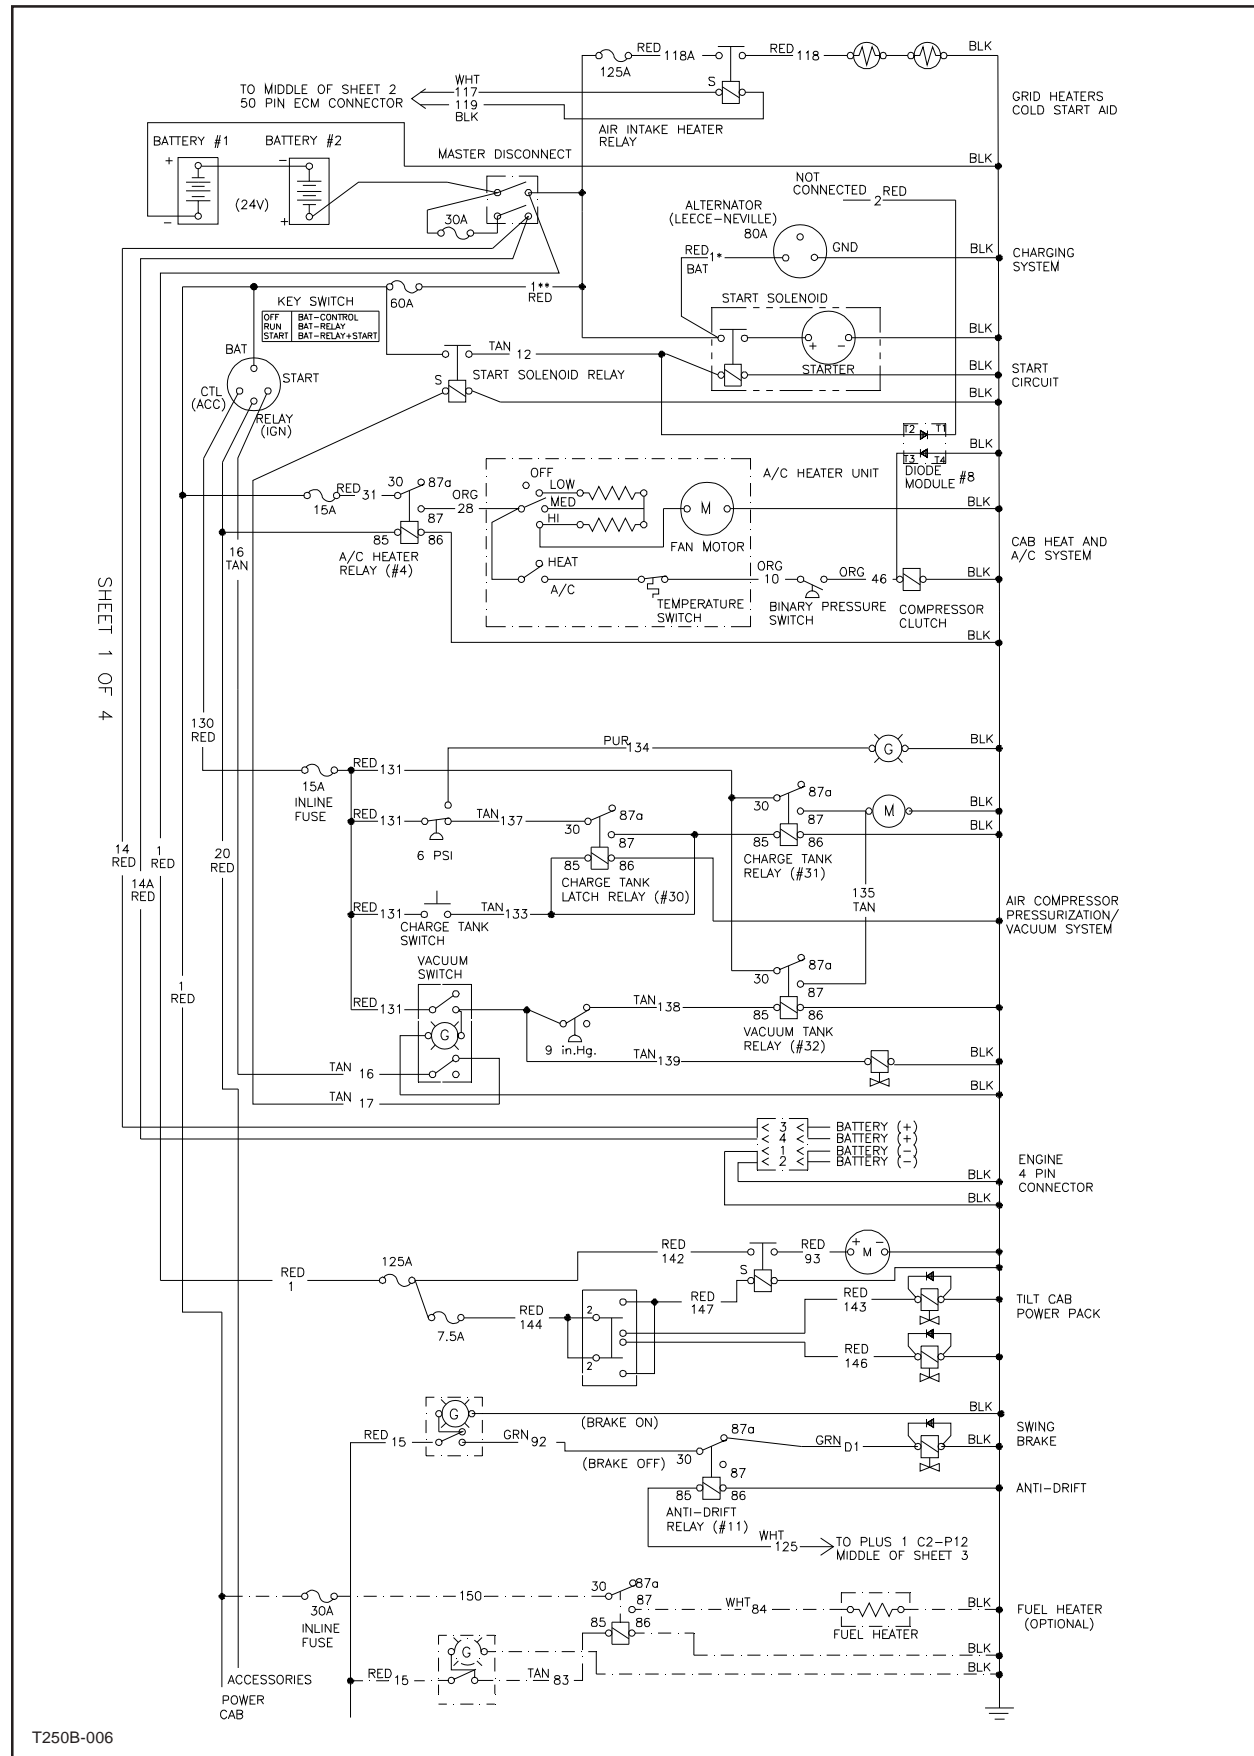 RED 118A
RED 118
BLK
125A
TO MIDDLE OF SHEET 2
50 PIN ECM CONNECTOR
WHT
117
119
BLK
S
AIR INTAKE HEATER
RELAY
GRID HEATERS
COLD START AID
BATTERY #1
BATTERY #2
MASTER DISCONNECT
BLK
+
−
−
+
(24V)
30A
NOT
CONNECTED
2
RED
ALTERNATOR
(LEECE-NEVILLE)
80A
RED 1*
BAT
GND
BLK
CHARGING
SYSTEM
60A
1**
RED
KEY SWITCH
OFF BAT-CONTROL
RUN BAT-RELAY
START BAT-RELAY+START
START SOLENOID
+ −
STARTER
BLK
TAN 12
BAT
START
CTL
(ACC)
RELAY
(IGN)
S
START SOLENOID RELAY
BLK
BLK
START
CIRCUIT
T2 T1
T3 T4
DIODE
MODULE #8
BLK
A/C HEATER UNIT
15A
RED 31
30
87a
87
85
86
A/C HEATER
RELAY (#4)
ORG
28
OFF
LOW
MED
HI
M
FAN MOTOR
BLK
CAB HEAT AND
A/C SYSTEM
16
TAN
HEAT
A/C
TEMPERATURE
SWITCH
ORG
10
BINARY PRESSURE
SWITCH
ORG 46
COMPRESSOR
CLUTCH
BLK
BLK
SHEET 1 OF 4
130
RED
PUR 134
G
BLK
15A
INLINE
FUSE
RED 131
30
87a
87
85
86
CHARGE TANK
RELAY (#31)
M
BLK
BLK
RED 131
6 PSI
TAN 137
30
87a
87
85
86
CHARGE TANK
LATCH RELAY (#30)
14
RED
14A
RED
1
RED
20
RED
1
RED
RED 131
CHARGE TANK
SWITCH
TAN 133
135
TAN
AIR COMPRESSOR
PRESSURIZATION/
VACUUM SYSTEM
VACUUM
SWITCH
RED 131
G
9 in.Hg.
TAN 138
30
87a
87
85
86
VACUUM TANK
RELAY (#32)
TAN 139
BLK
TAN 16
TAN 17
BLK
< 3 < BATTERY (+)
< 4 < BATTERY (+)
< 1 < BATTERY (−)
< 2 < BATTERY (−)
BLK
BLK
ENGINE
4 PIN
CONNECTOR
RED
1
125A
RED
142
RED
93
+ M −
S
7.5A
RED
144
2
2
RED
147
RED
143
RED
146
TILT CAB
POWER PACK
G
(BRAKE ON)
BLK
RED 15
GRN 92
(BRAKE OFF)
30
87a
87
85
86
GRN D1
BLK
SWING
BRAKE
ANTI-DRIFT
ANTI-DRIFT
RELAY (#11)
WHT
125
TO PLUS 1 C2-P12
MIDDLE OF SHEET 3
30A
INLINE
FUSE
150
30
87a
87
85
86
WHT 84
FUEL HEATER
BLK
FUEL HEATER
(OPTIONAL)
G
BLK
BLK
RED 15
TAN 83
ACCESSORIES
POWER
CAB
T250B-006